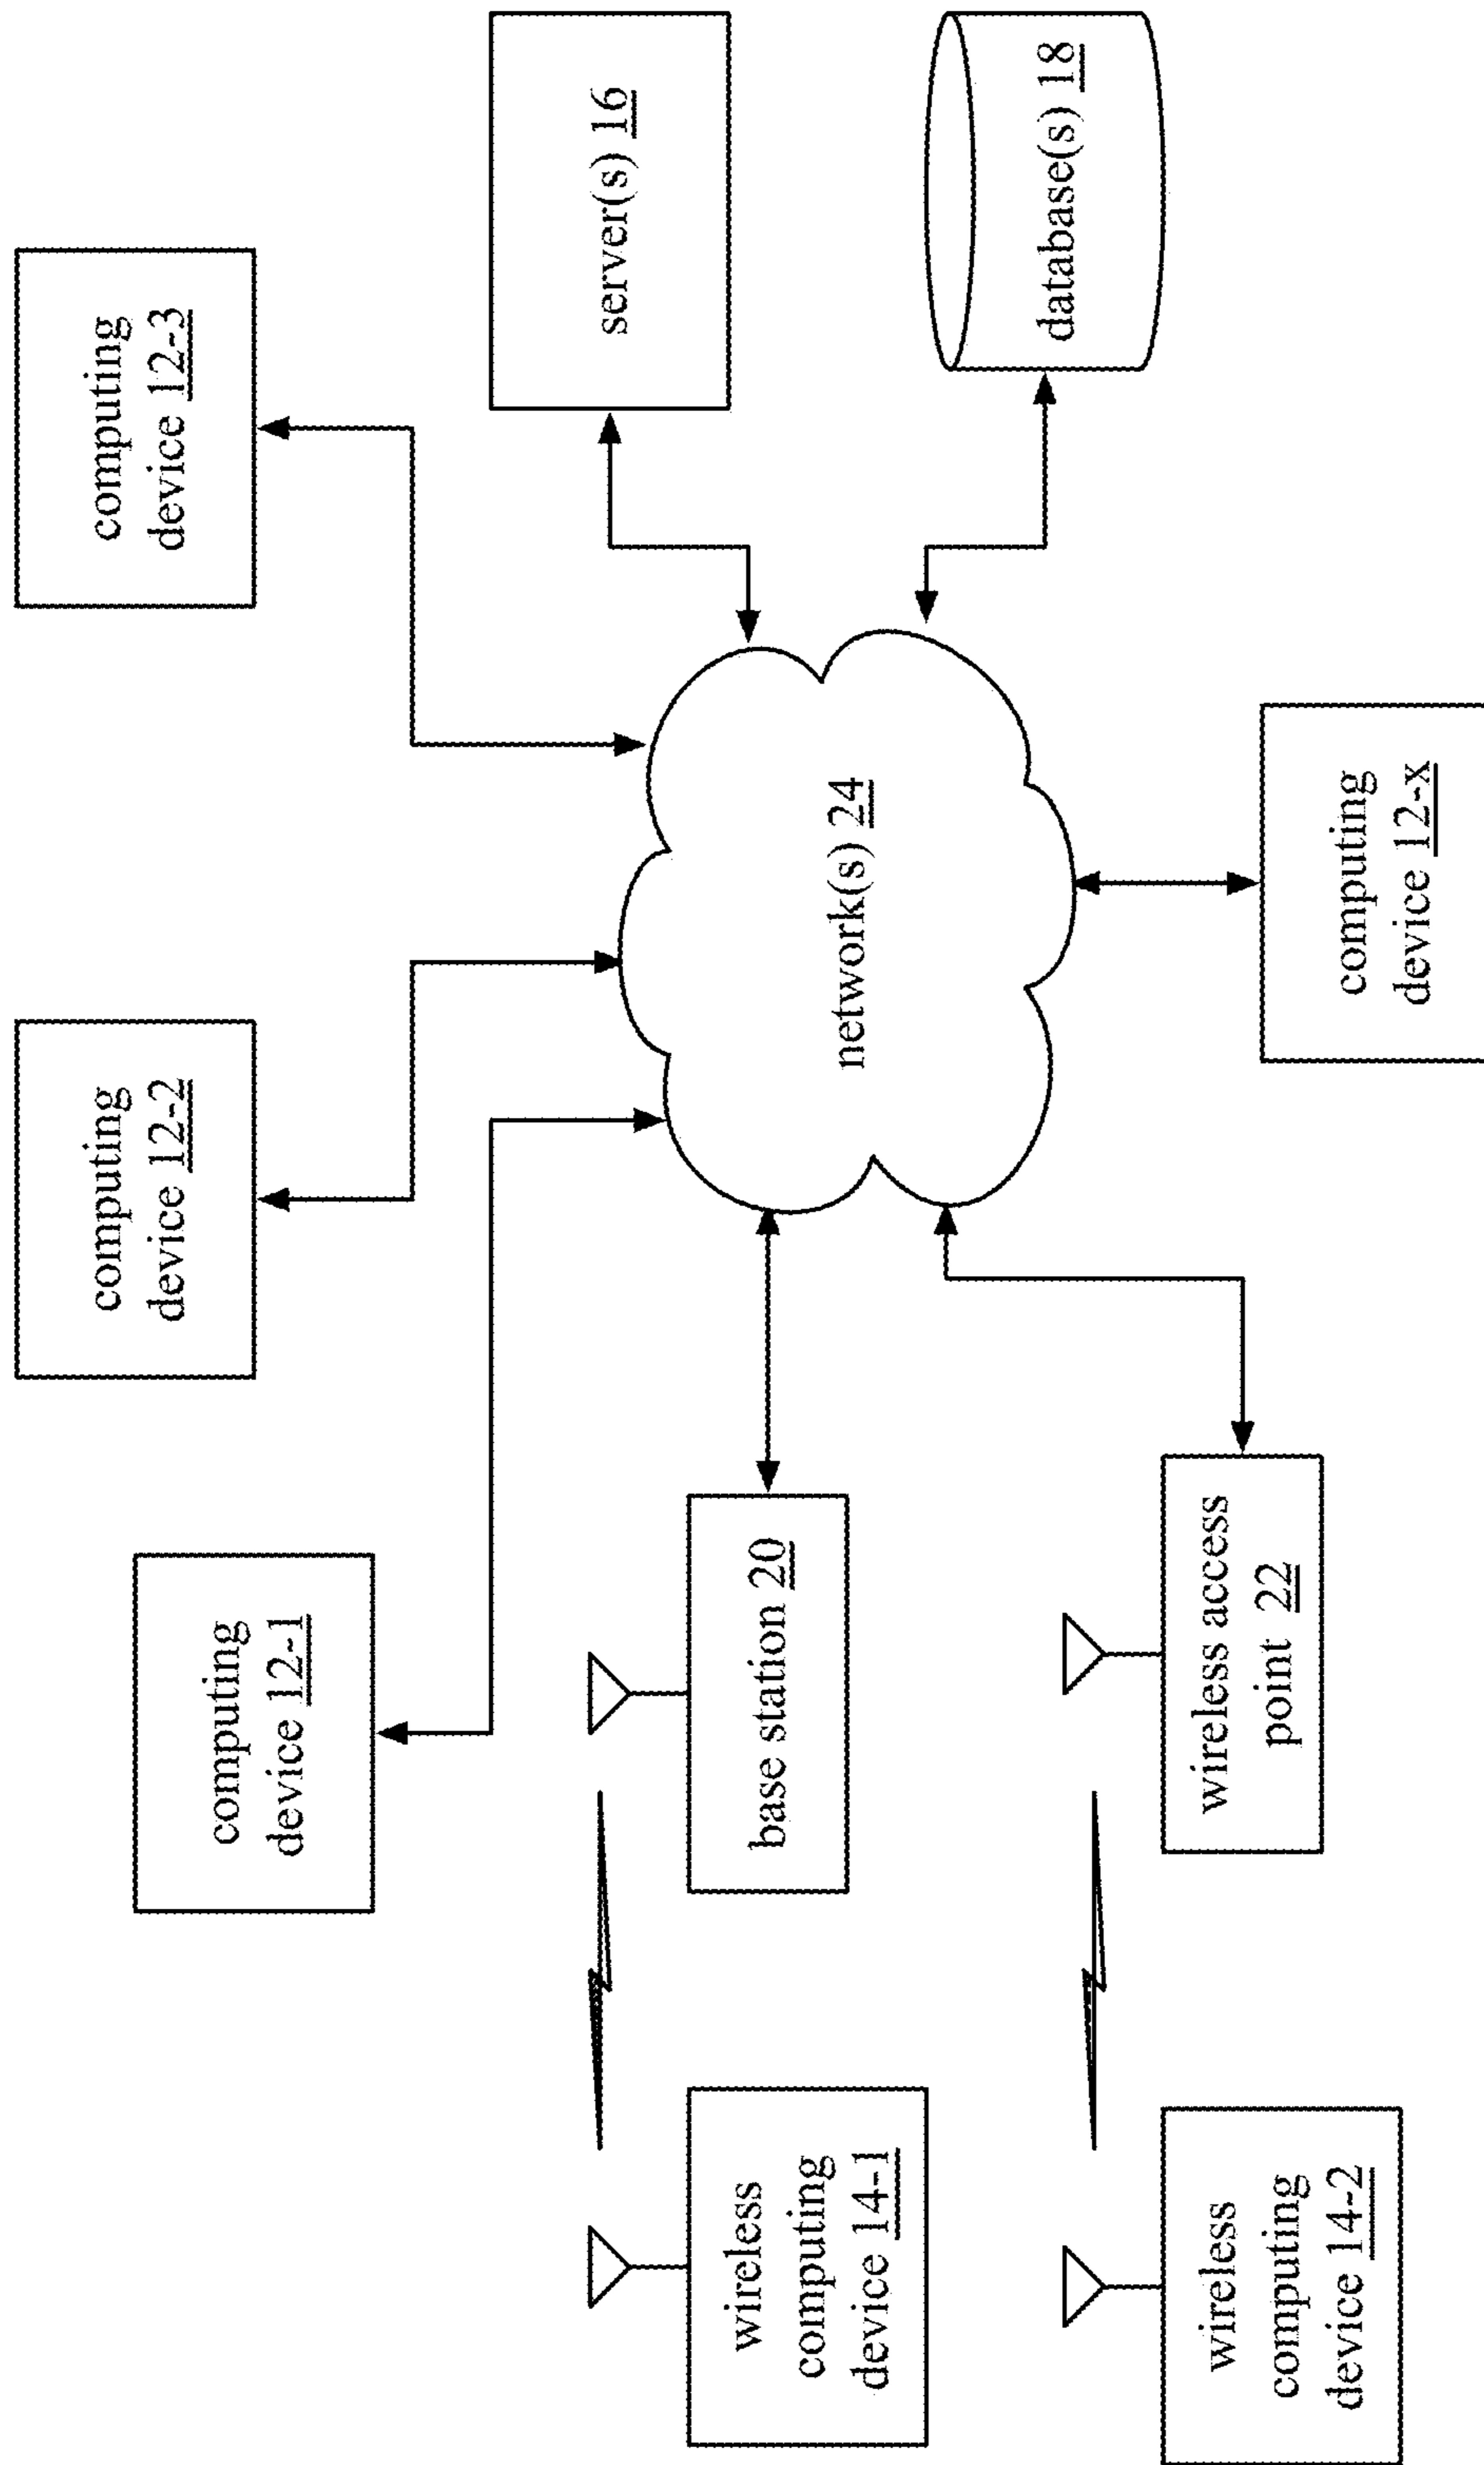 computing
device 12-2
computing
device 12-3
computing
device 12-1
server(s) 16
wireless
computing
device 14-1
base station 20
network(s) 24
database(s) 18
wireless
computing
device 14-2
wireless access
point 22
computing
device 12-x